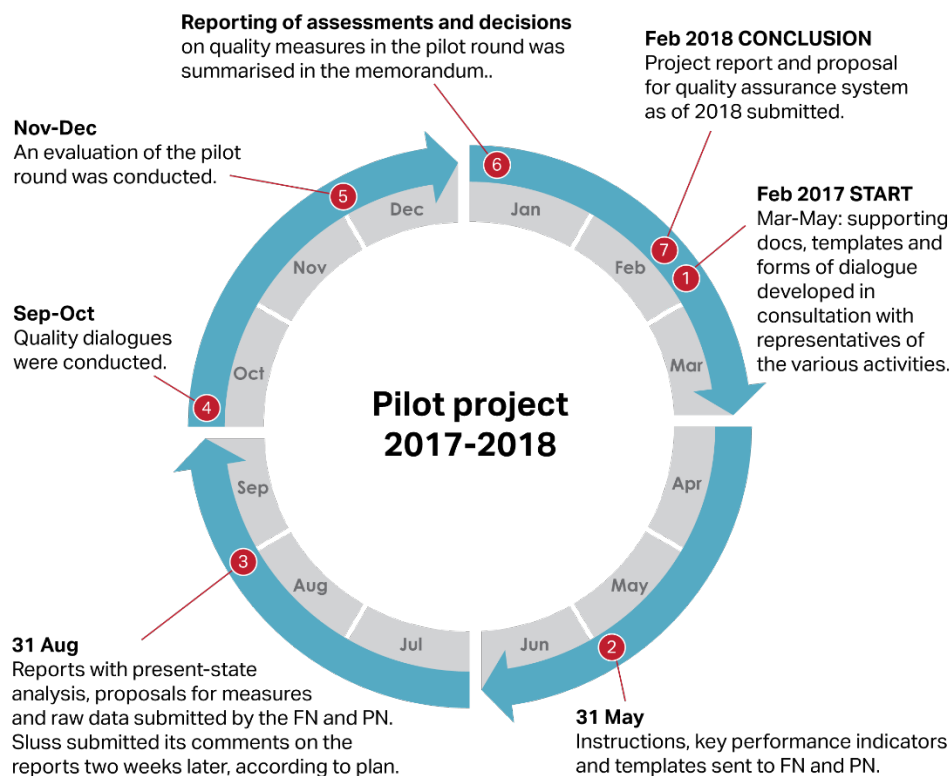 Reporting of assessments and decisions
on quality measures in the pilot round was
summarised in the memorandum..
Feb 2018 CONCLUSION
Project report and proposal
for quality assurance system
as of 2018 submitted.
Nov-Dec
An evaluation of the pilot
round was conducted.
Feb 2017 START
Mar-May: supporting
docs, templates and
forms of dialogue
developed in
consultation with
representatives of
the various activities.
Sep-Oct
Quality dialogues
were conducted.
Pilot project
2017-2018
6
5
7
1
4
3
2
Jan
Feb
Mar
Apr
May
Jun
Jul
Aug
Sep
Oct
Nov
Dec
31 Aug
Reports with present-state
analysis, proposals for measures
and raw data submitted by the FN and PN.
Sluss submitted its comments on the
reports two weeks later, according to plan.
31 May
Instructions, key performance indicators
and templates sent to FN and PN.